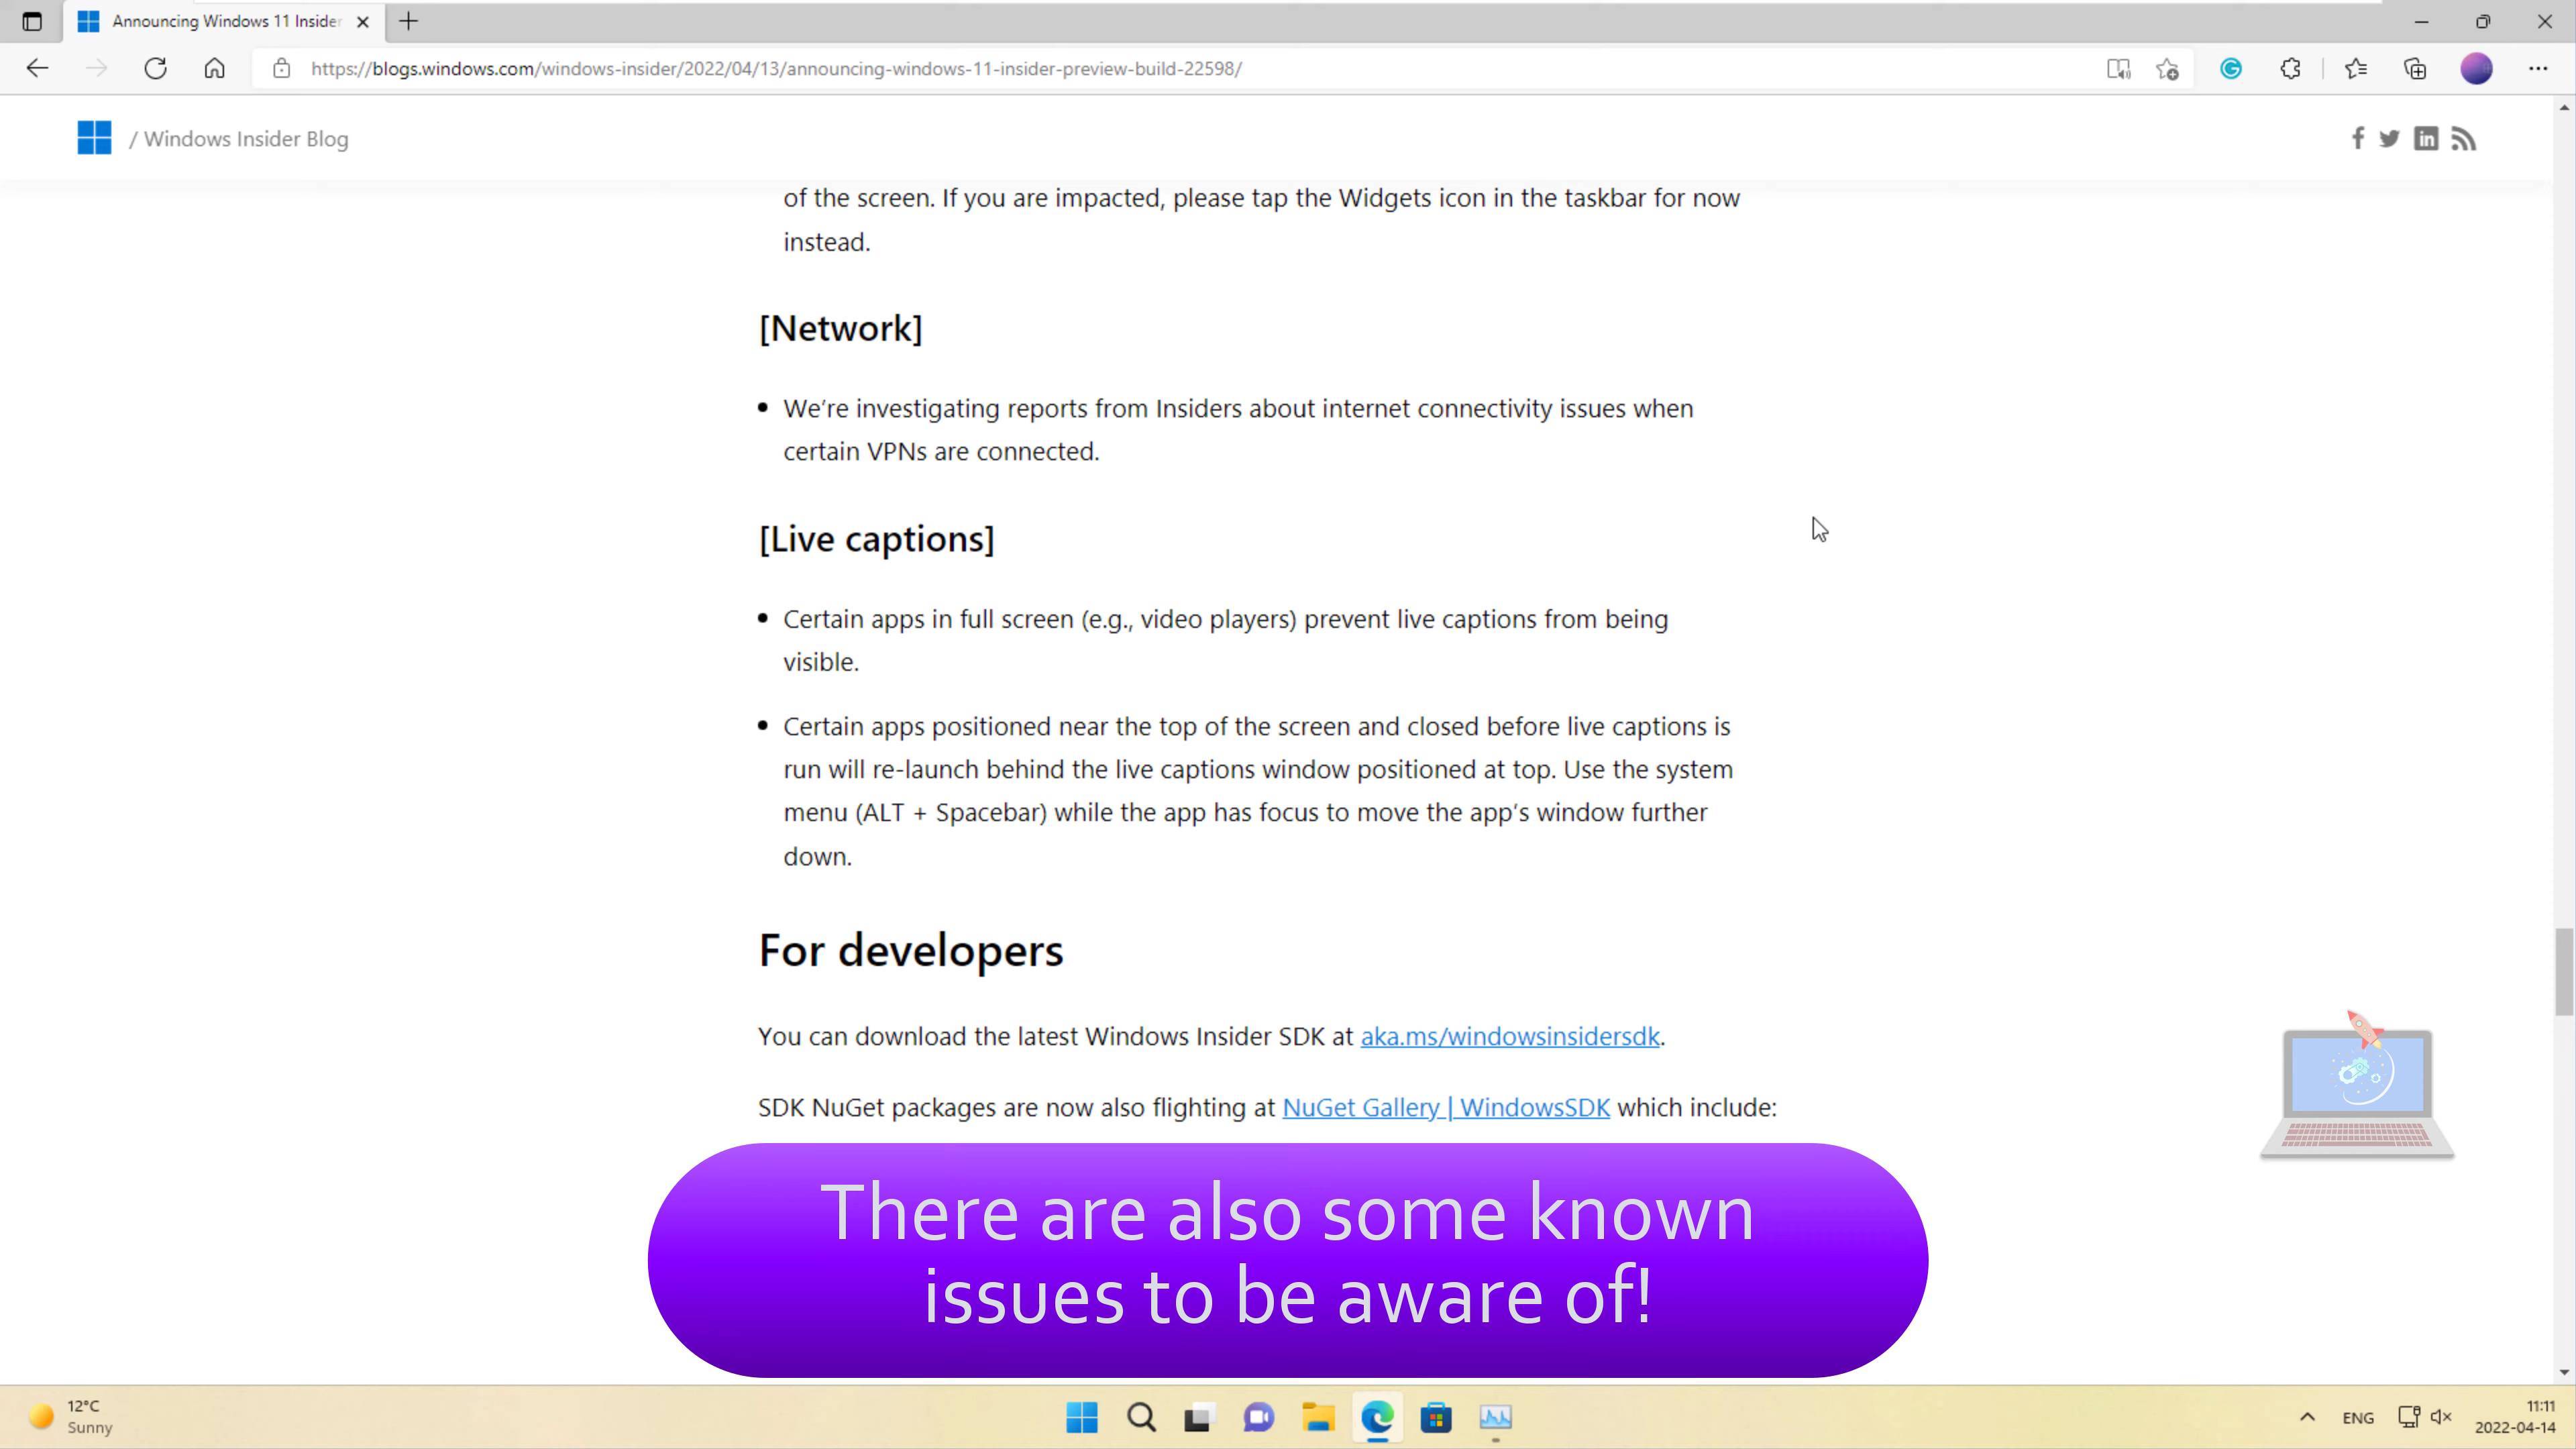 Announcing Windows 11 Insider
https://blogs.windows.com/windows-insider/2022/04/13/announcing-windows-11-insider-preview-build-22598/
/ Windows Insider Blog
of the screen. If you are impacted, please tap the Widgets icon in the taskbar for now
instead.
[Network]
• We’re investigating reports from Insiders about internet connectivity issues when
certain VPNs are connected.
[Live captions]
• Certain apps in full screen (e.g., video players) prevent live captions from being
visible.
• Certain apps positioned near the top of the screen and closed before live captions is
run will re-launch behind the live captions window positioned at top. Use the system
menu (ALT + Spacebar) while the app has focus to move the app’s window further
down.
For developers
You can download the latest Windows Insider SDK at aka.ms/windowsinsidersdk.
SDK NuGet packages are now also flighting at NuGet Gallery | WindowsSDK which include:
There are also some known
issues to be aware of!
12°C
Sunny
ENG
11:11
2022-04-14